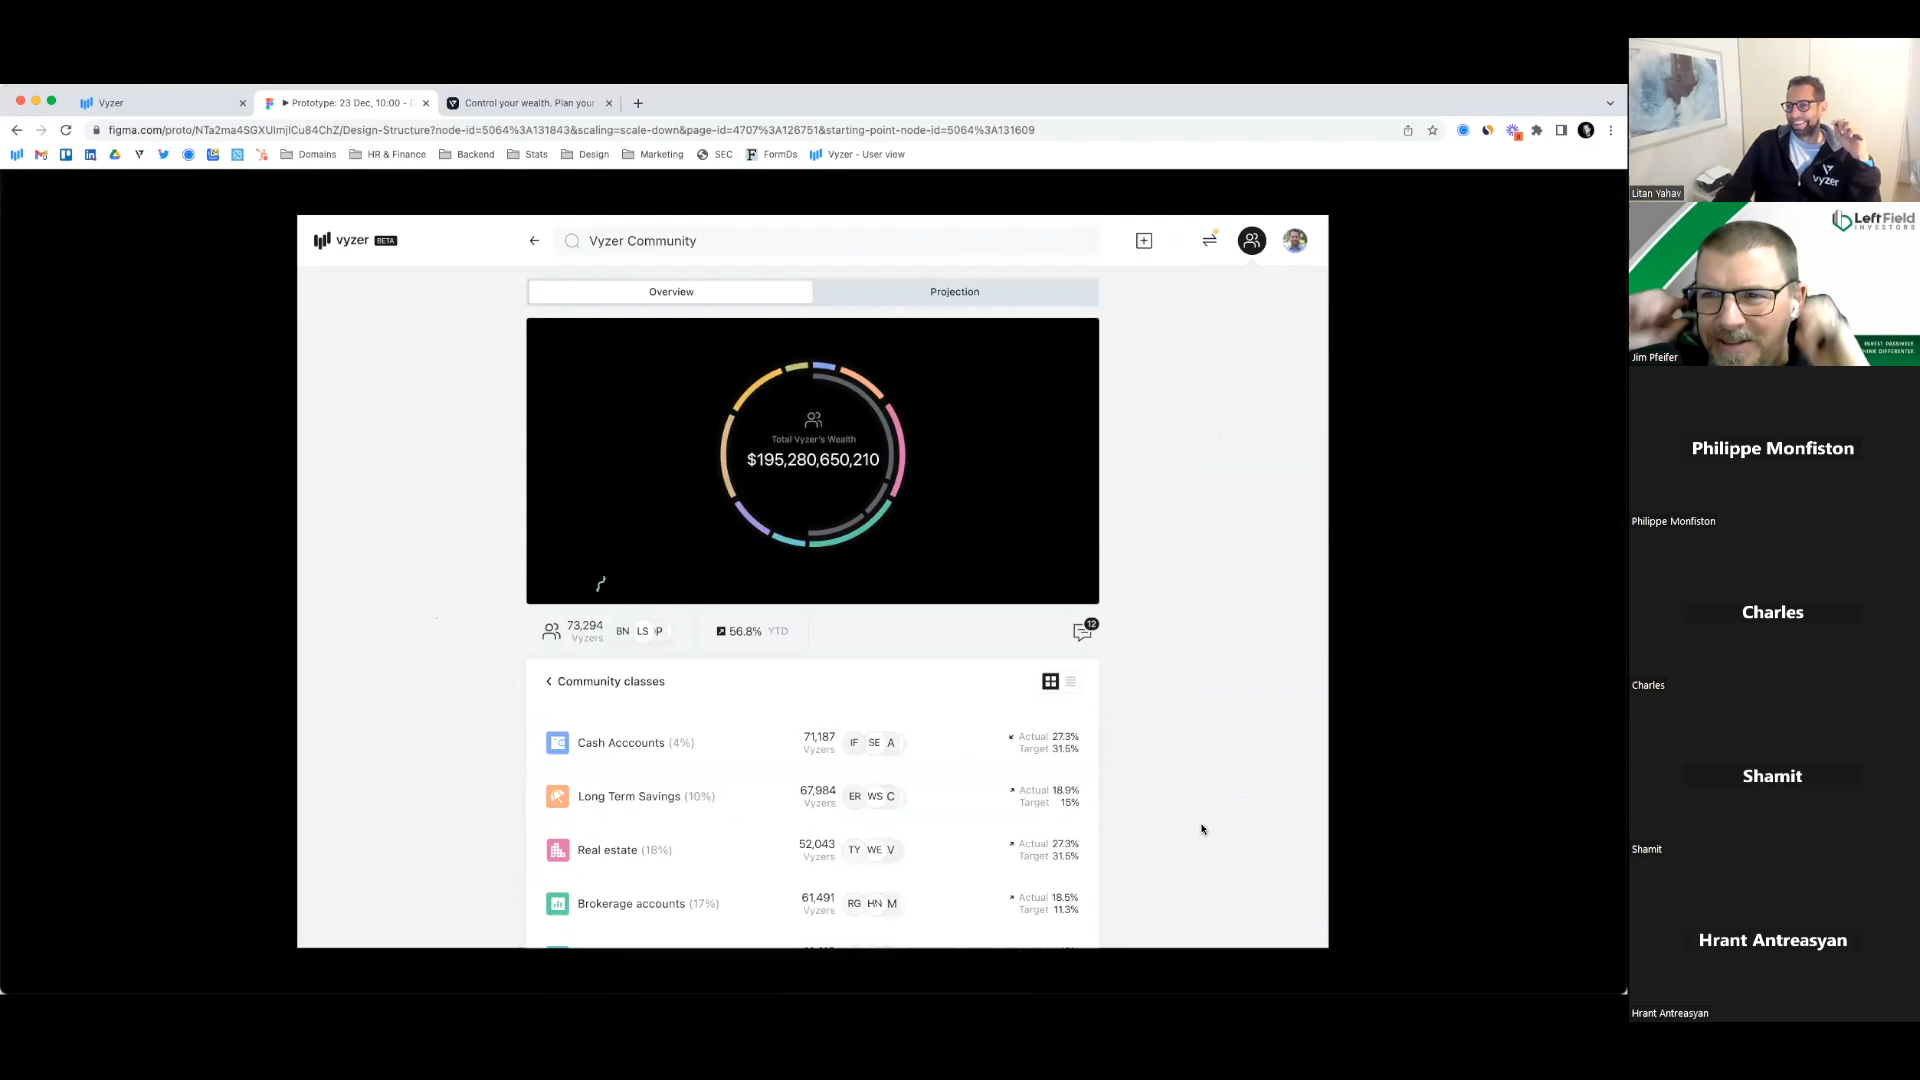 Vyzer
Prototype: 23 Dec, 10:00 -
Control your wealth. Plan your
figma.com/proto/NTa2ma4SGXUImjlCu84ChZ/Design-Structure?node-id=5064%3A131843&scaling=scale-down&page-id=4707%3A126751&starting-point-node-id=5064%3A131609
Domains
HR & Finance
Backend
Stats
Design
Marketing
SEC
FormDs
Vyzer - User view
vyzer BETA
Vyzer Community
Overview
Projection
Total Vyzer's Wealth
$195,280,650,210
73,294
Vyzers
BN LS P
56.8% YTD
12
Community classes
Cash Acccounts (4%)
71,187
Vyzers
IF SE A
Actual 27.3%
Target 31.5%
Long Term Savings (10%)
67,984
Vyzers
ER WS C
Actual 18.9%
Target 15%
Real estate (18%)
52,043
Vyzers
TY WE V
Actual 27.3%
Target 31.5%
Brokerage accounts (17%)
61,491
Vyzers
RG HN M
Actual 18.5%
Target 11.3%
vyzer
Litan Yahav
LeftField
INVESTORS
INVEST PASSIVELY.
THINK DIFFERENTLY.
Jim Pfeifer
Philippe Monfiston
Philippe Monfiston
Charles
Charles
Shamit
Shamit
Hrant Antreasyan
Hrant Antreasyan